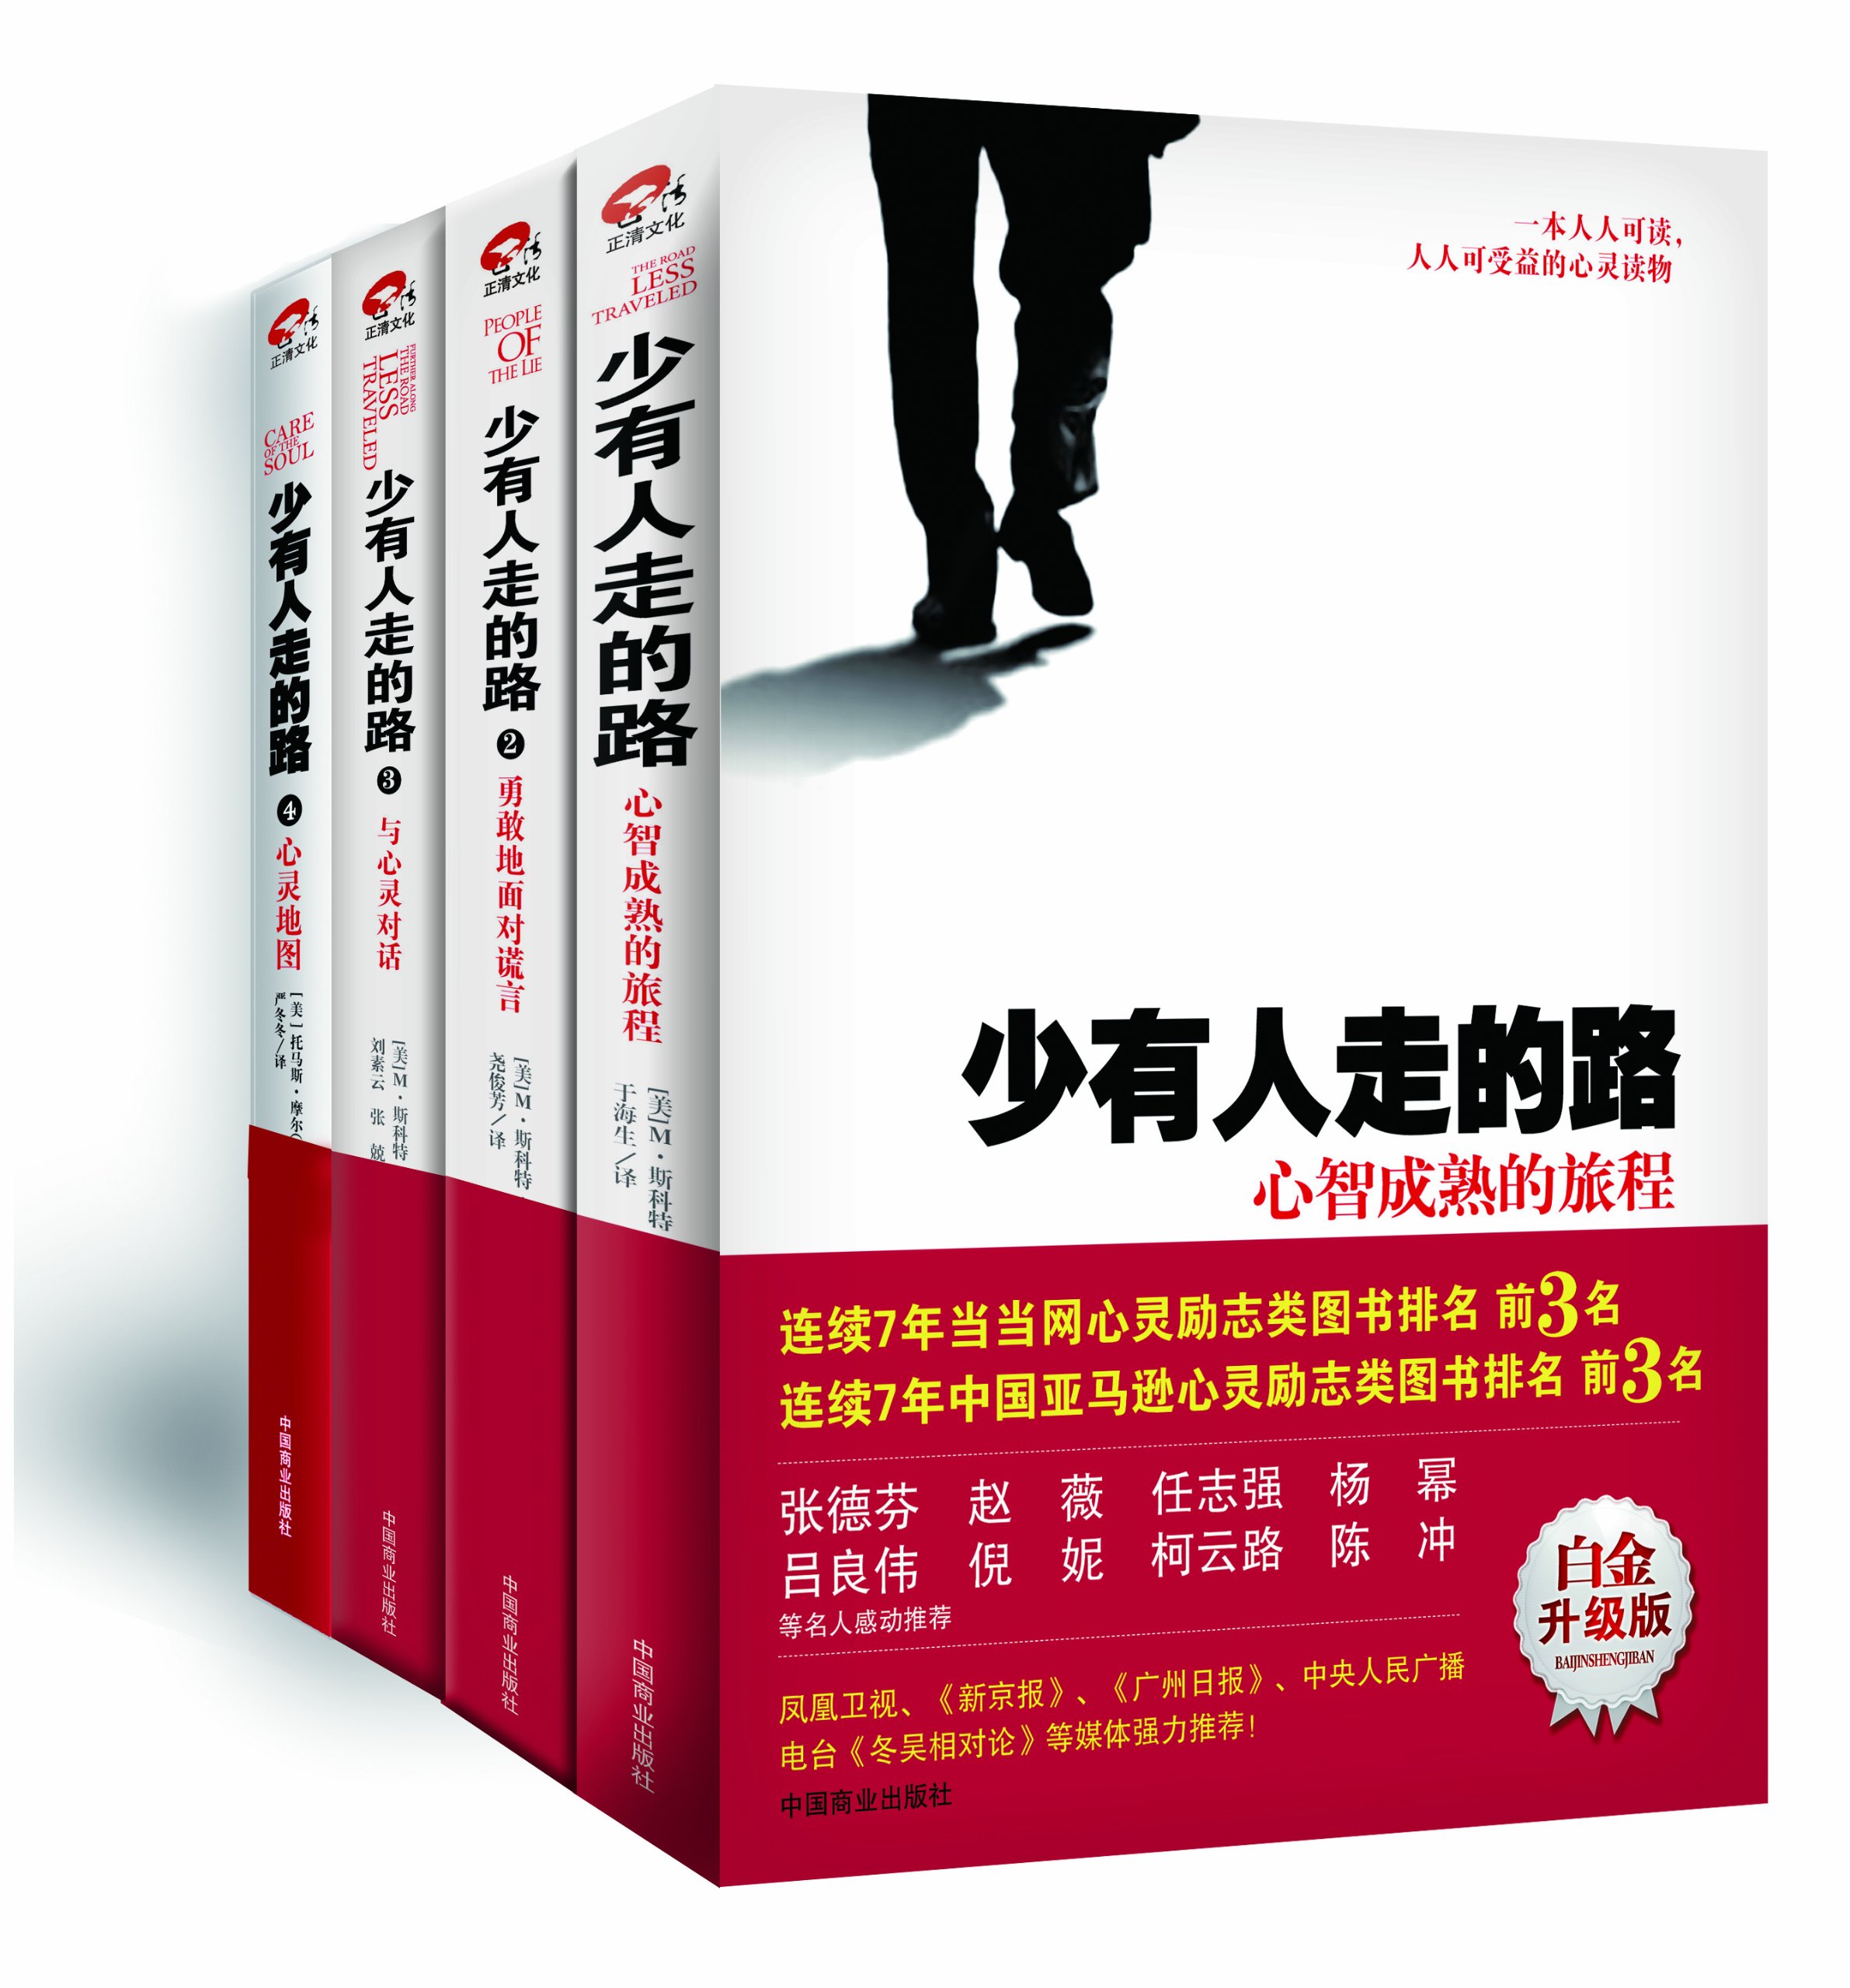 一本人人可读，
人人可受益的心灵读物
少有人走的路
心智成熟的旅程
连续7年当当网心灵励志类图书排名 前3名
连续7年中国亚马逊心灵励志类图书排名 前3名
张德芬 赵 薇 任志强 杨 幂
吕良伟 倪 妮 柯云路 陈 冲
等名人感动推荐
凤凰卫视、《新京报》、《广州日报》、中央人民广播
电台《冬吴相对论》等媒体强力推荐！
中国商业出版社
白金
升级版
BAIJINSHENGJIBAN
正清文化
THE ROAD
LESS
TRAVELED
少有人走的路
心智成熟的旅程
[美]M·斯科特
于海生／译
中国商业出版社
正清文化
PEOPLE
OF
THE LIE
少有人走的路
2
勇敢地面对谎言
[美]M·斯科特
尧俊芳／译
中国商业出版社
正清文化
FURTHER ALONG
THE ROAD
LESS
TRAVELED
少有人走的路
3
与心灵对话
[美]M·斯科特
刘素云 张 兢
中国商业出版社
正清文化
CARE
OF THE
SOUL
少有人走的路
4
心灵地图
[美]托马斯·摩尔(
严冬冬／译
中国商业出版社